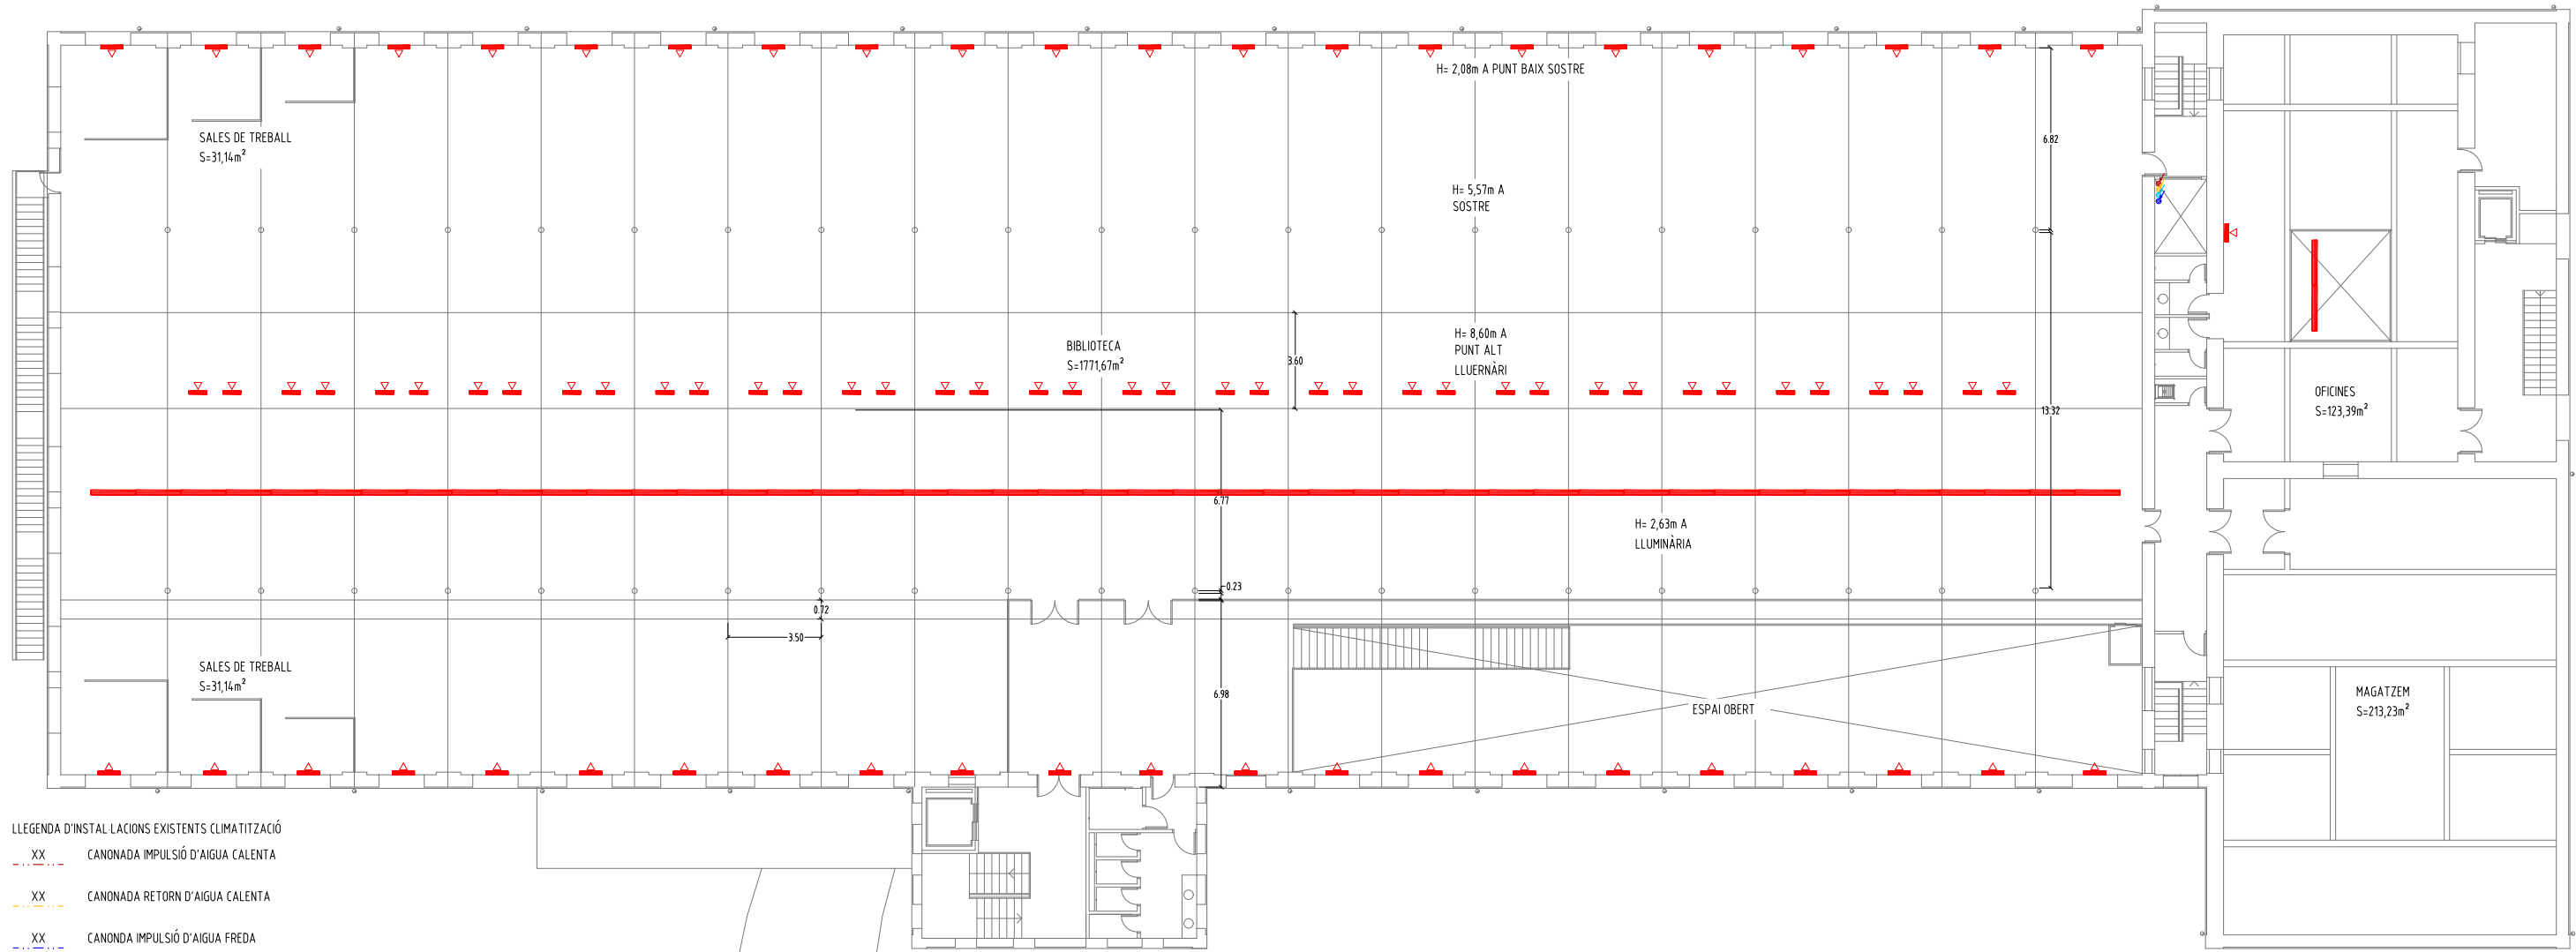 H= 2,08m A PUNT BAIX SOSTRE
SALES DE TREBALL
S=31,14m²
6.82
H= 5,57m A
SOSTRE
BIBLIOTECA
S=1771,67m²
3.60
H= 8,60m A
PUNT ALT
LLUERNÀRI
13.32
OFICINES
S=123,39m²
6.77
H= 2,63m A
LLUMINÀRIA
0.23
0.72
3.50
SALES DE TREBALL
S=31,14m²
6.98
ESPAI OBERT
MAGATZEM
S=213,23m²
LLEGENDA D'INSTAL·LACIONS EXISTENTS CLIMATITZACIÓ
XX CANONADA IMPULSIÓ D'AIGUA CALENTA
XX CANONADA RETORN D'AIGUA CALENTA
XX CANONDA IMPULSIÓ D'AIGUA FREDA